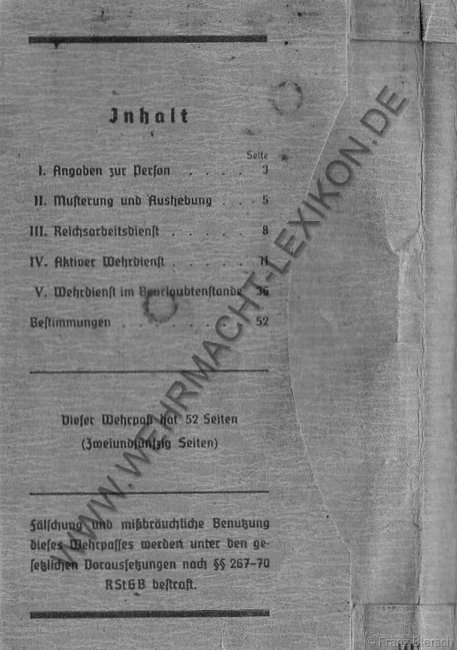 Inhalt
Seite
I. Angaben zur Person . . . . 3
II. Musterung und Aushebung . . . 5
III. Reichsarbeitsdienst . . . . . 8
IV. Aktiver Wehrdienst . . . . . 11
V. Wehrdienst im Beurlaubtenstande 36
Bestimmungen . . . . . . . 52
Dieser Wehrpaß hat 52 Seiten
(Zweiundfünfzig Seiten)
Fälschung und mißbräuchliche Benutzung
dieses Wehrpasses werden unter den ge-
setzlichen Voraussetzungen nach §§ 267–70
RStGB bestraft.
WWW.WEHRMACHT-LEXIKON.DE
© Franz Biersch